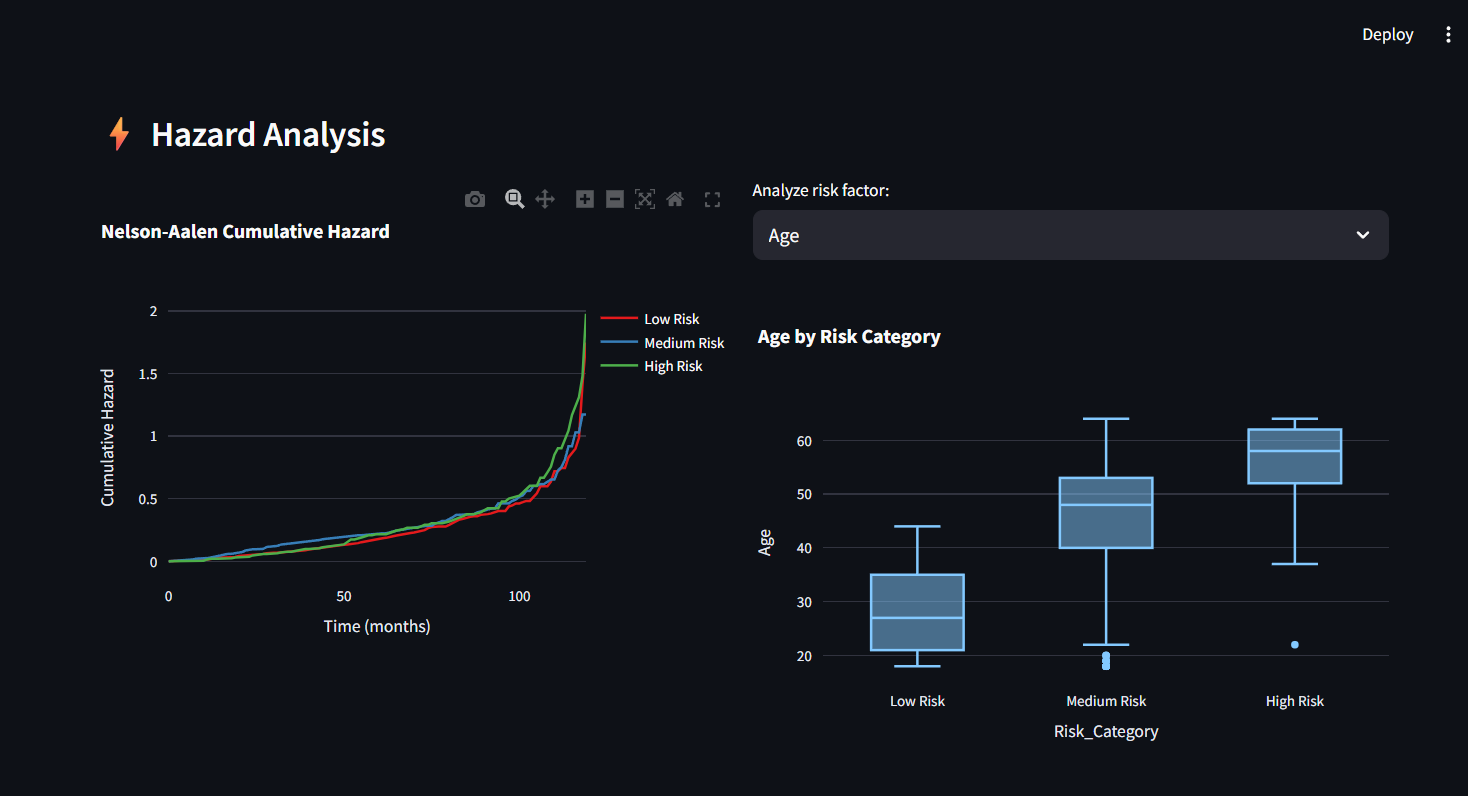 Deploy
Hazard Analysis
Nelson-Aalen Cumulative Hazard
2
1.5
1
0.5
0
Cumulative Hazard
0
50
100
Time (months)
Low Risk
Medium Risk
High Risk
Analyze risk factor:
Age
Age by Risk Category
60
50
40
30
20
Age
Low Risk
Medium Risk
High Risk
Risk_Category